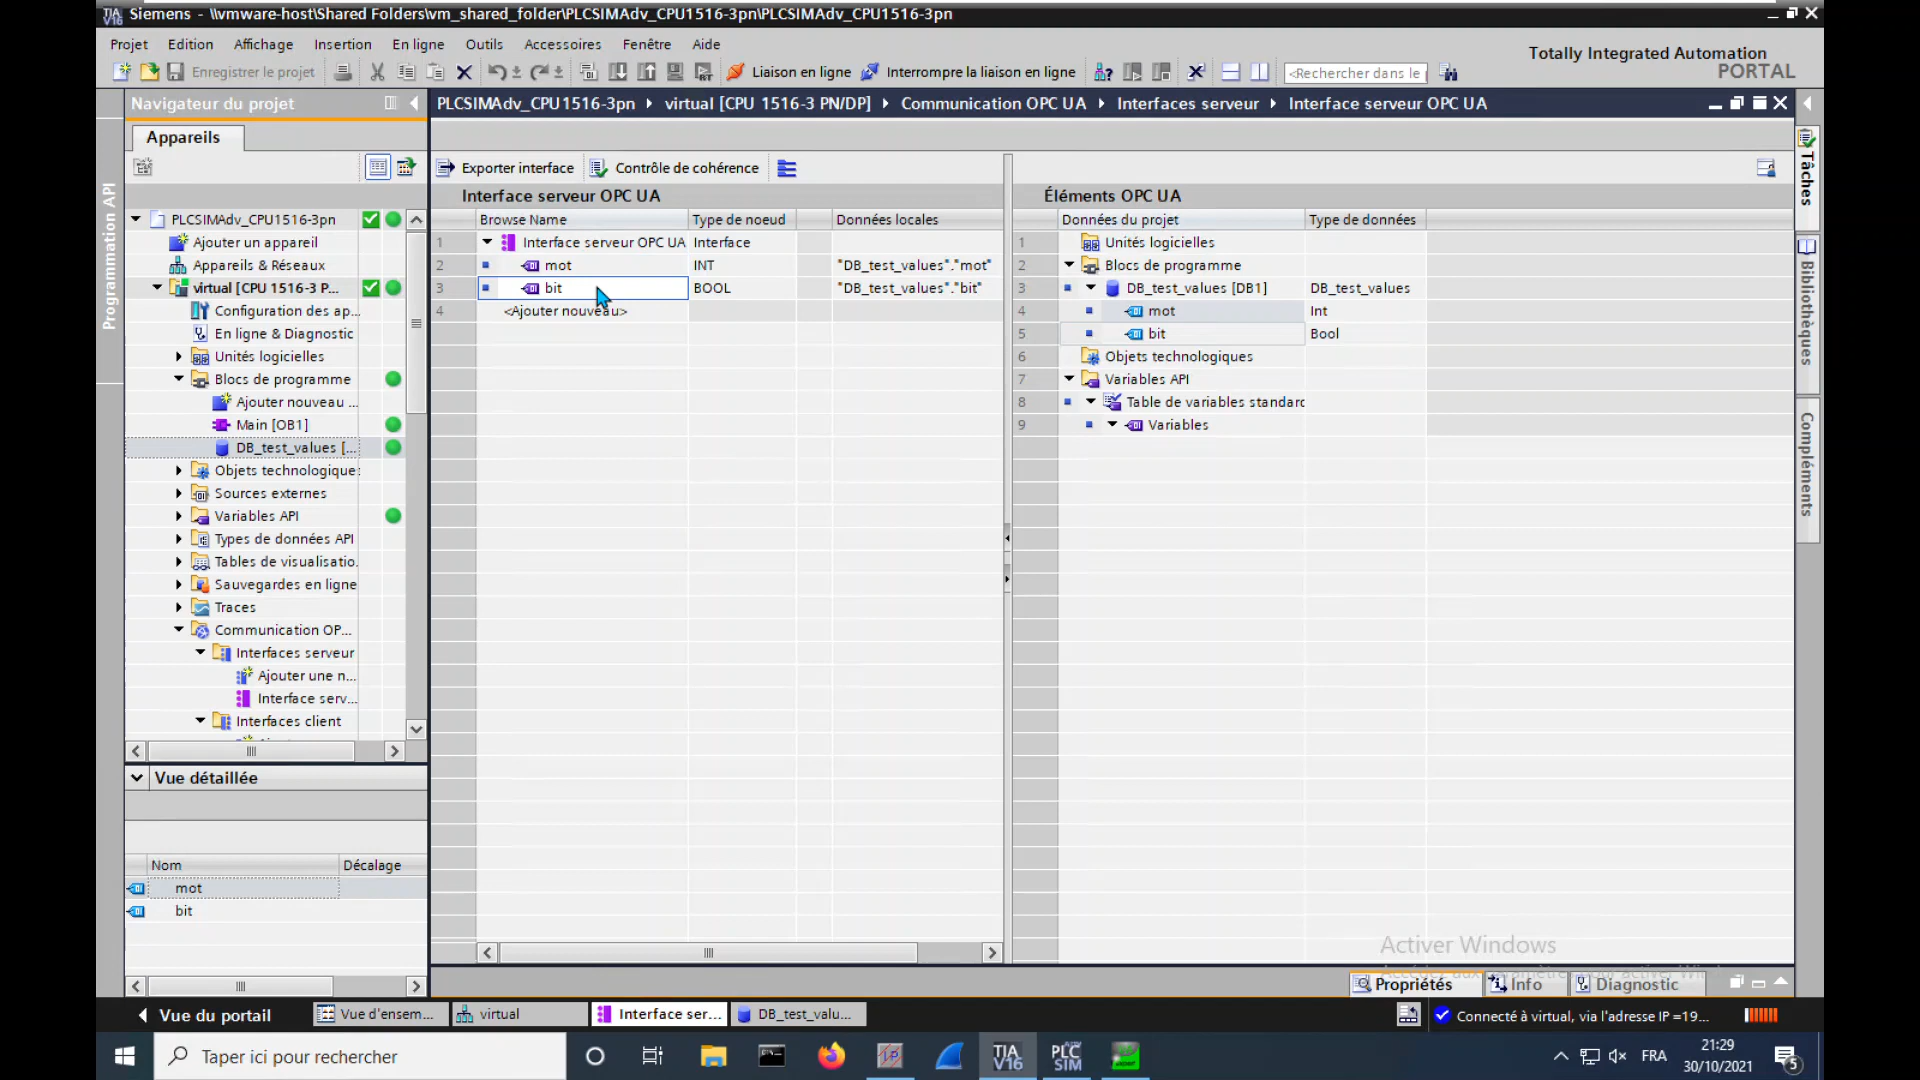 Siemens - \\vmware-host\Shared Folders\vm_shared_folder\PLCSIMAdv_CPU1516-3pn\PLCSIMAdv_CPU1516-3pn
Projet Edition Affichage Insertion En ligne Outils Accessoires Fenêtre Aide
Totally Integrated Automation
PORTAL
Enregistrer le projet Liaison en ligne Interrompre la liaison en ligne <Rechercher dans le p
Navigateur du projet
PLCSIMAdv_CPU1516-3pn virtual [CPU 1516-3 PN/DP] Communication OPC UA Interfaces serveur Interface serveur OPC UA
Appareils
Programmation API
PLCSIMAdv_CPU1516-3pn
Ajouter un appareil
Appareils & Réseaux
virtual [CPU 1516-3 P...
Configuration des ap...
En ligne & Diagnostic
Unités logicielles
Blocs de programme
Ajouter nouveau ...
Main [OB1]
DB_test_values [...
Objets technologique
Sources externes
Variables API
Types de données API
Tables de visualisatio
Sauvegardes en ligne
Traces
Communication OP...
Interfaces serveur
Ajouter une n...
Interface serv...
Interfaces client
Vue détaillée
Nom Décalage
mot
bit
Exporter interface Contrôle de cohérence
Interface serveur OPC UA
Browse Name Type de noeud Données locales
1 Interface serveur OPC UA Interface
2 mot INT "DB_test_values"."mot"
3 bit BOOL "DB_test_values"."bit"
4 <Ajouter nouveau>
Éléments OPC UA
Données du projet Type de données
1 Unités logicielles
2 Blocs de programme
3 DB_test_values [DB1] DB_test_values
4 mot Int
5 bit Bool
6 Objets technologiques
7 Variables API
8 Table de variables standard
9 Variables
Tâches
Bibliothèques
Compléments
Activer Windows
Propriétés Info Diagnostic
Vue du portail Vue d'ensem... virtual Interface ser... DB_test_valu... Connecté à virtual, via l'adresse IP =19...
Taper ici pour rechercher
TIA V16
PLC SIM
FRA
21:29
30/10/2021
5